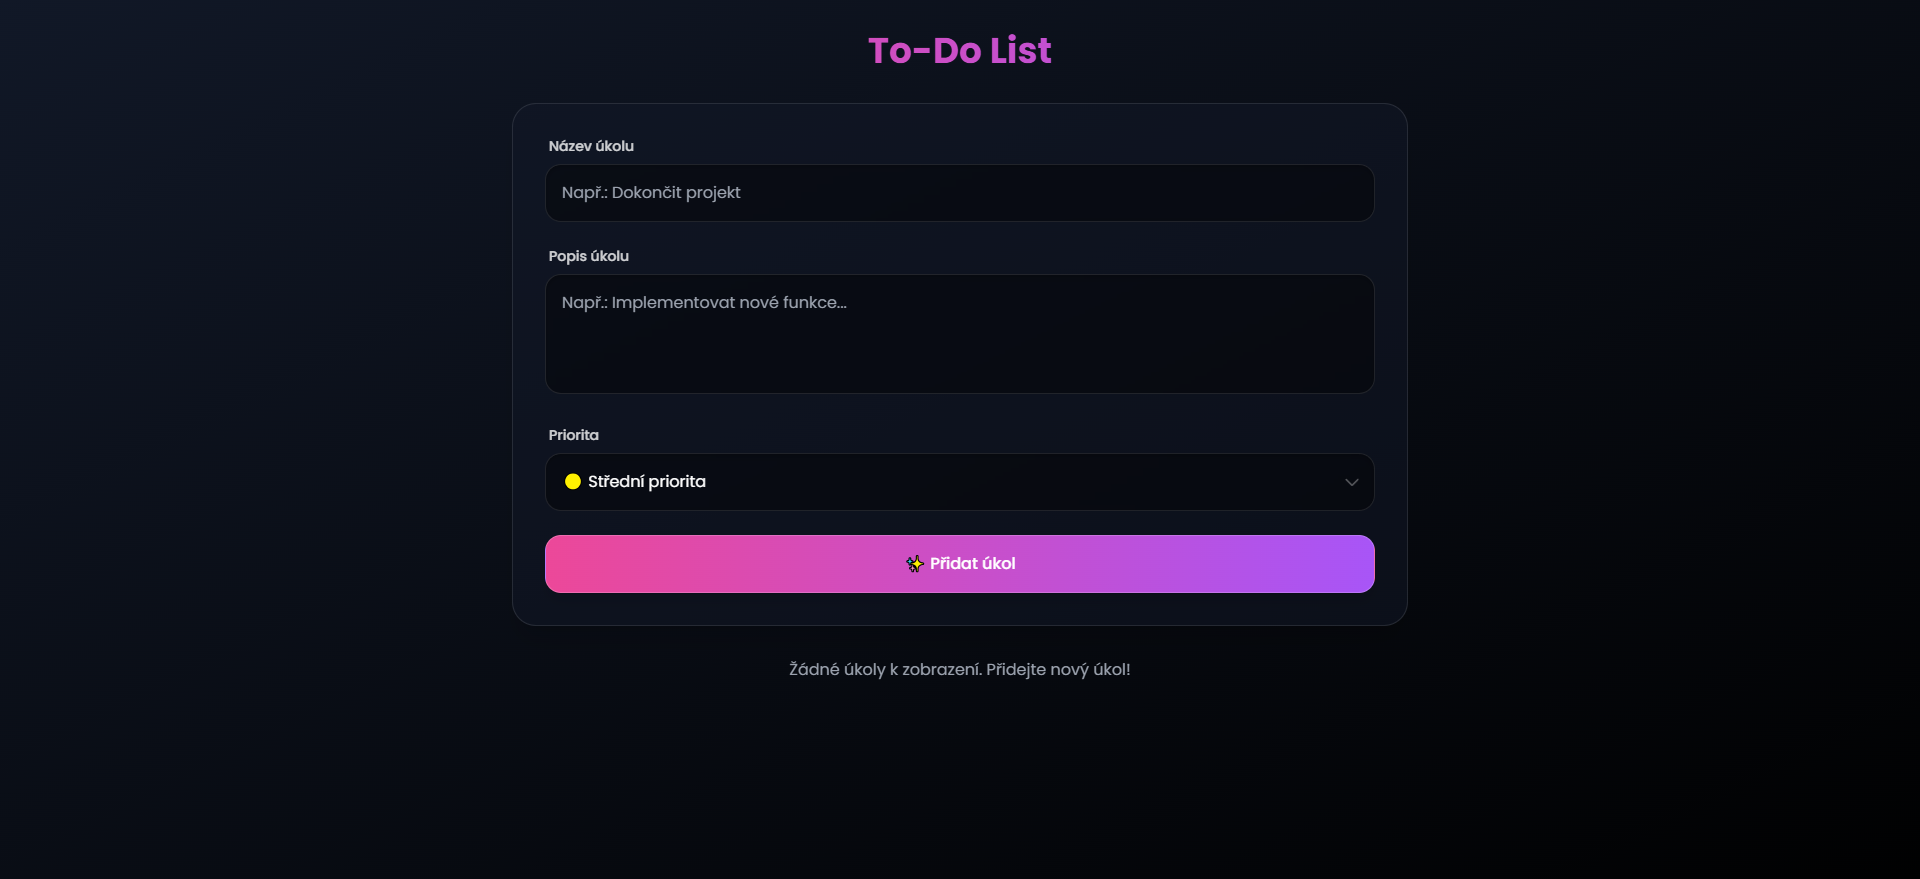 To-Do List
Název úkolu
Např.: Dokončit projekt
Popis úkolu
Např.: Implementovat nové funkce...
Priorita
Střední priorita
Přidat úkol
Žádné úkoly k zobrazení. Přidejte nový úkol!